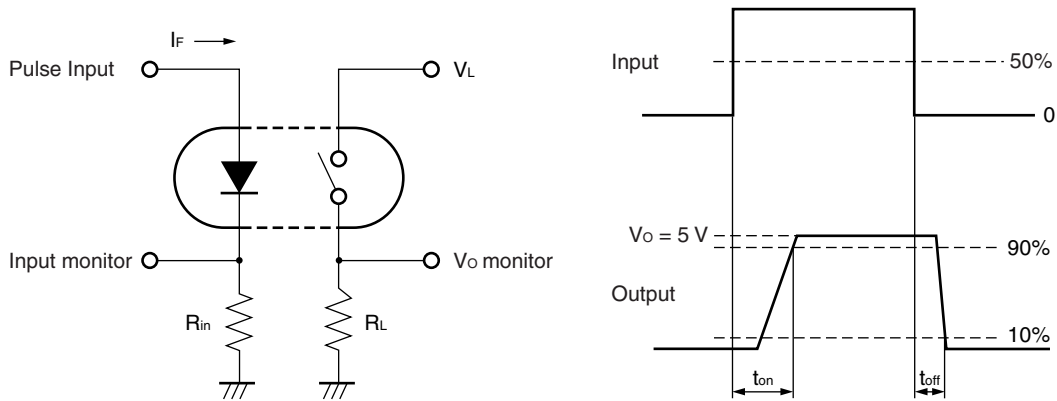 IF
Pulse Input
VL
Input monitor
VO monitor
Rin
RL
Input
50%
0
VO = 5 V
90%
Output
10%
ton
toff